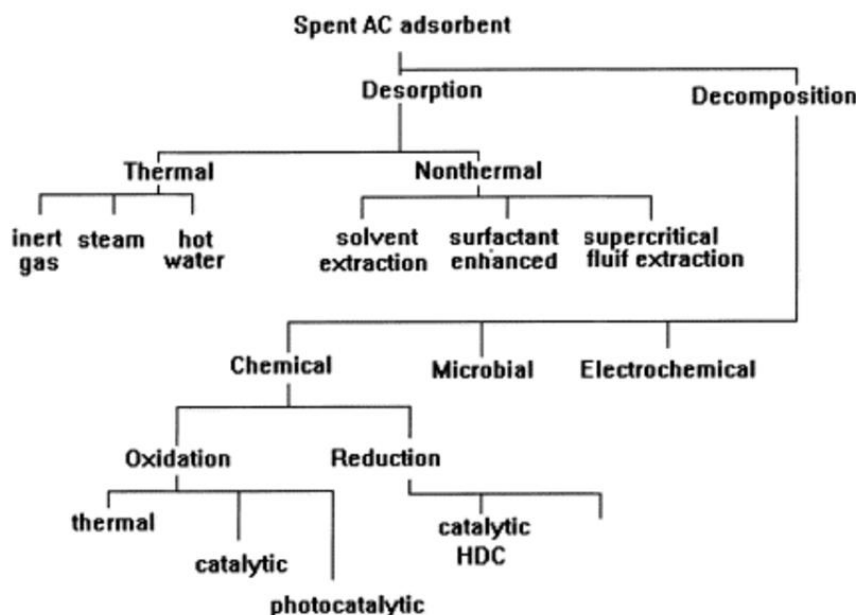 Spent AC adsorbent
Desorption
Decomposition
Thermal
Nonthermal
inert
gas
steam
hot
water
solvent
extraction
surfactant
enhanced
supercritical
fluif extraction
Chemical
Microbial
Electrochemical
Oxidation
Reduction
thermal
catalytic
photocatalytic
catalytic
HDC